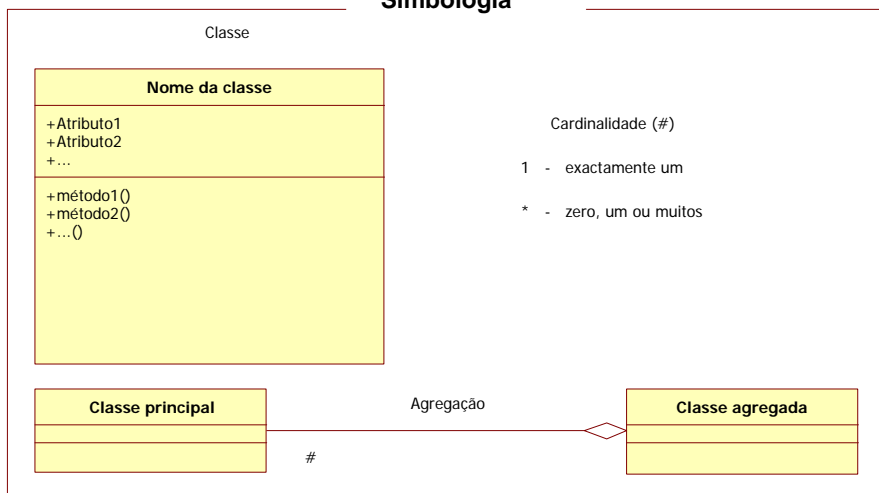 Simbologia
Classe
Nome da classe
+Atributo1
+Atributo2
+...
+método1()
+método2()
+...()
Cardinalidade (#)
1 - exactamente um
* - zero, um ou muitos
Classe principal
Agregação
#
Classe agregada